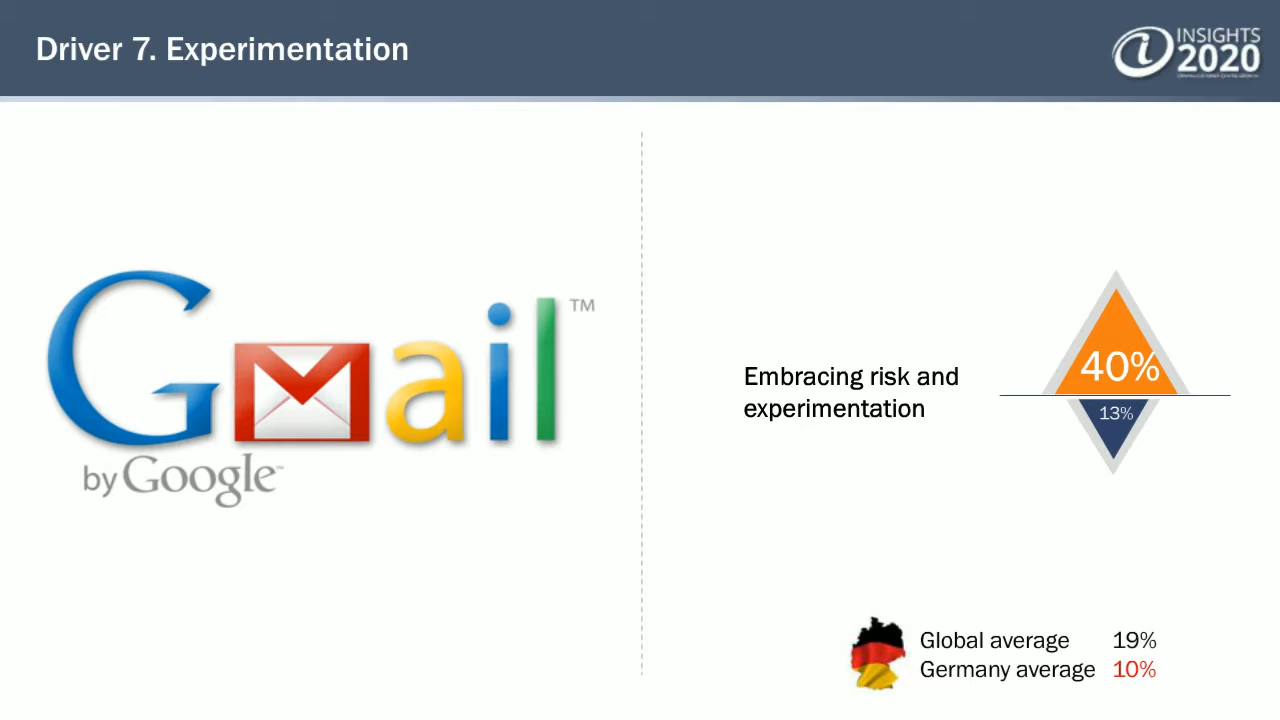 Driver 7. Experimentation
INSIGHTS
2020
Gmail™
by Google™
Embracing risk and
experimentation
40%
13%
Global average 19%
Germany average 10%